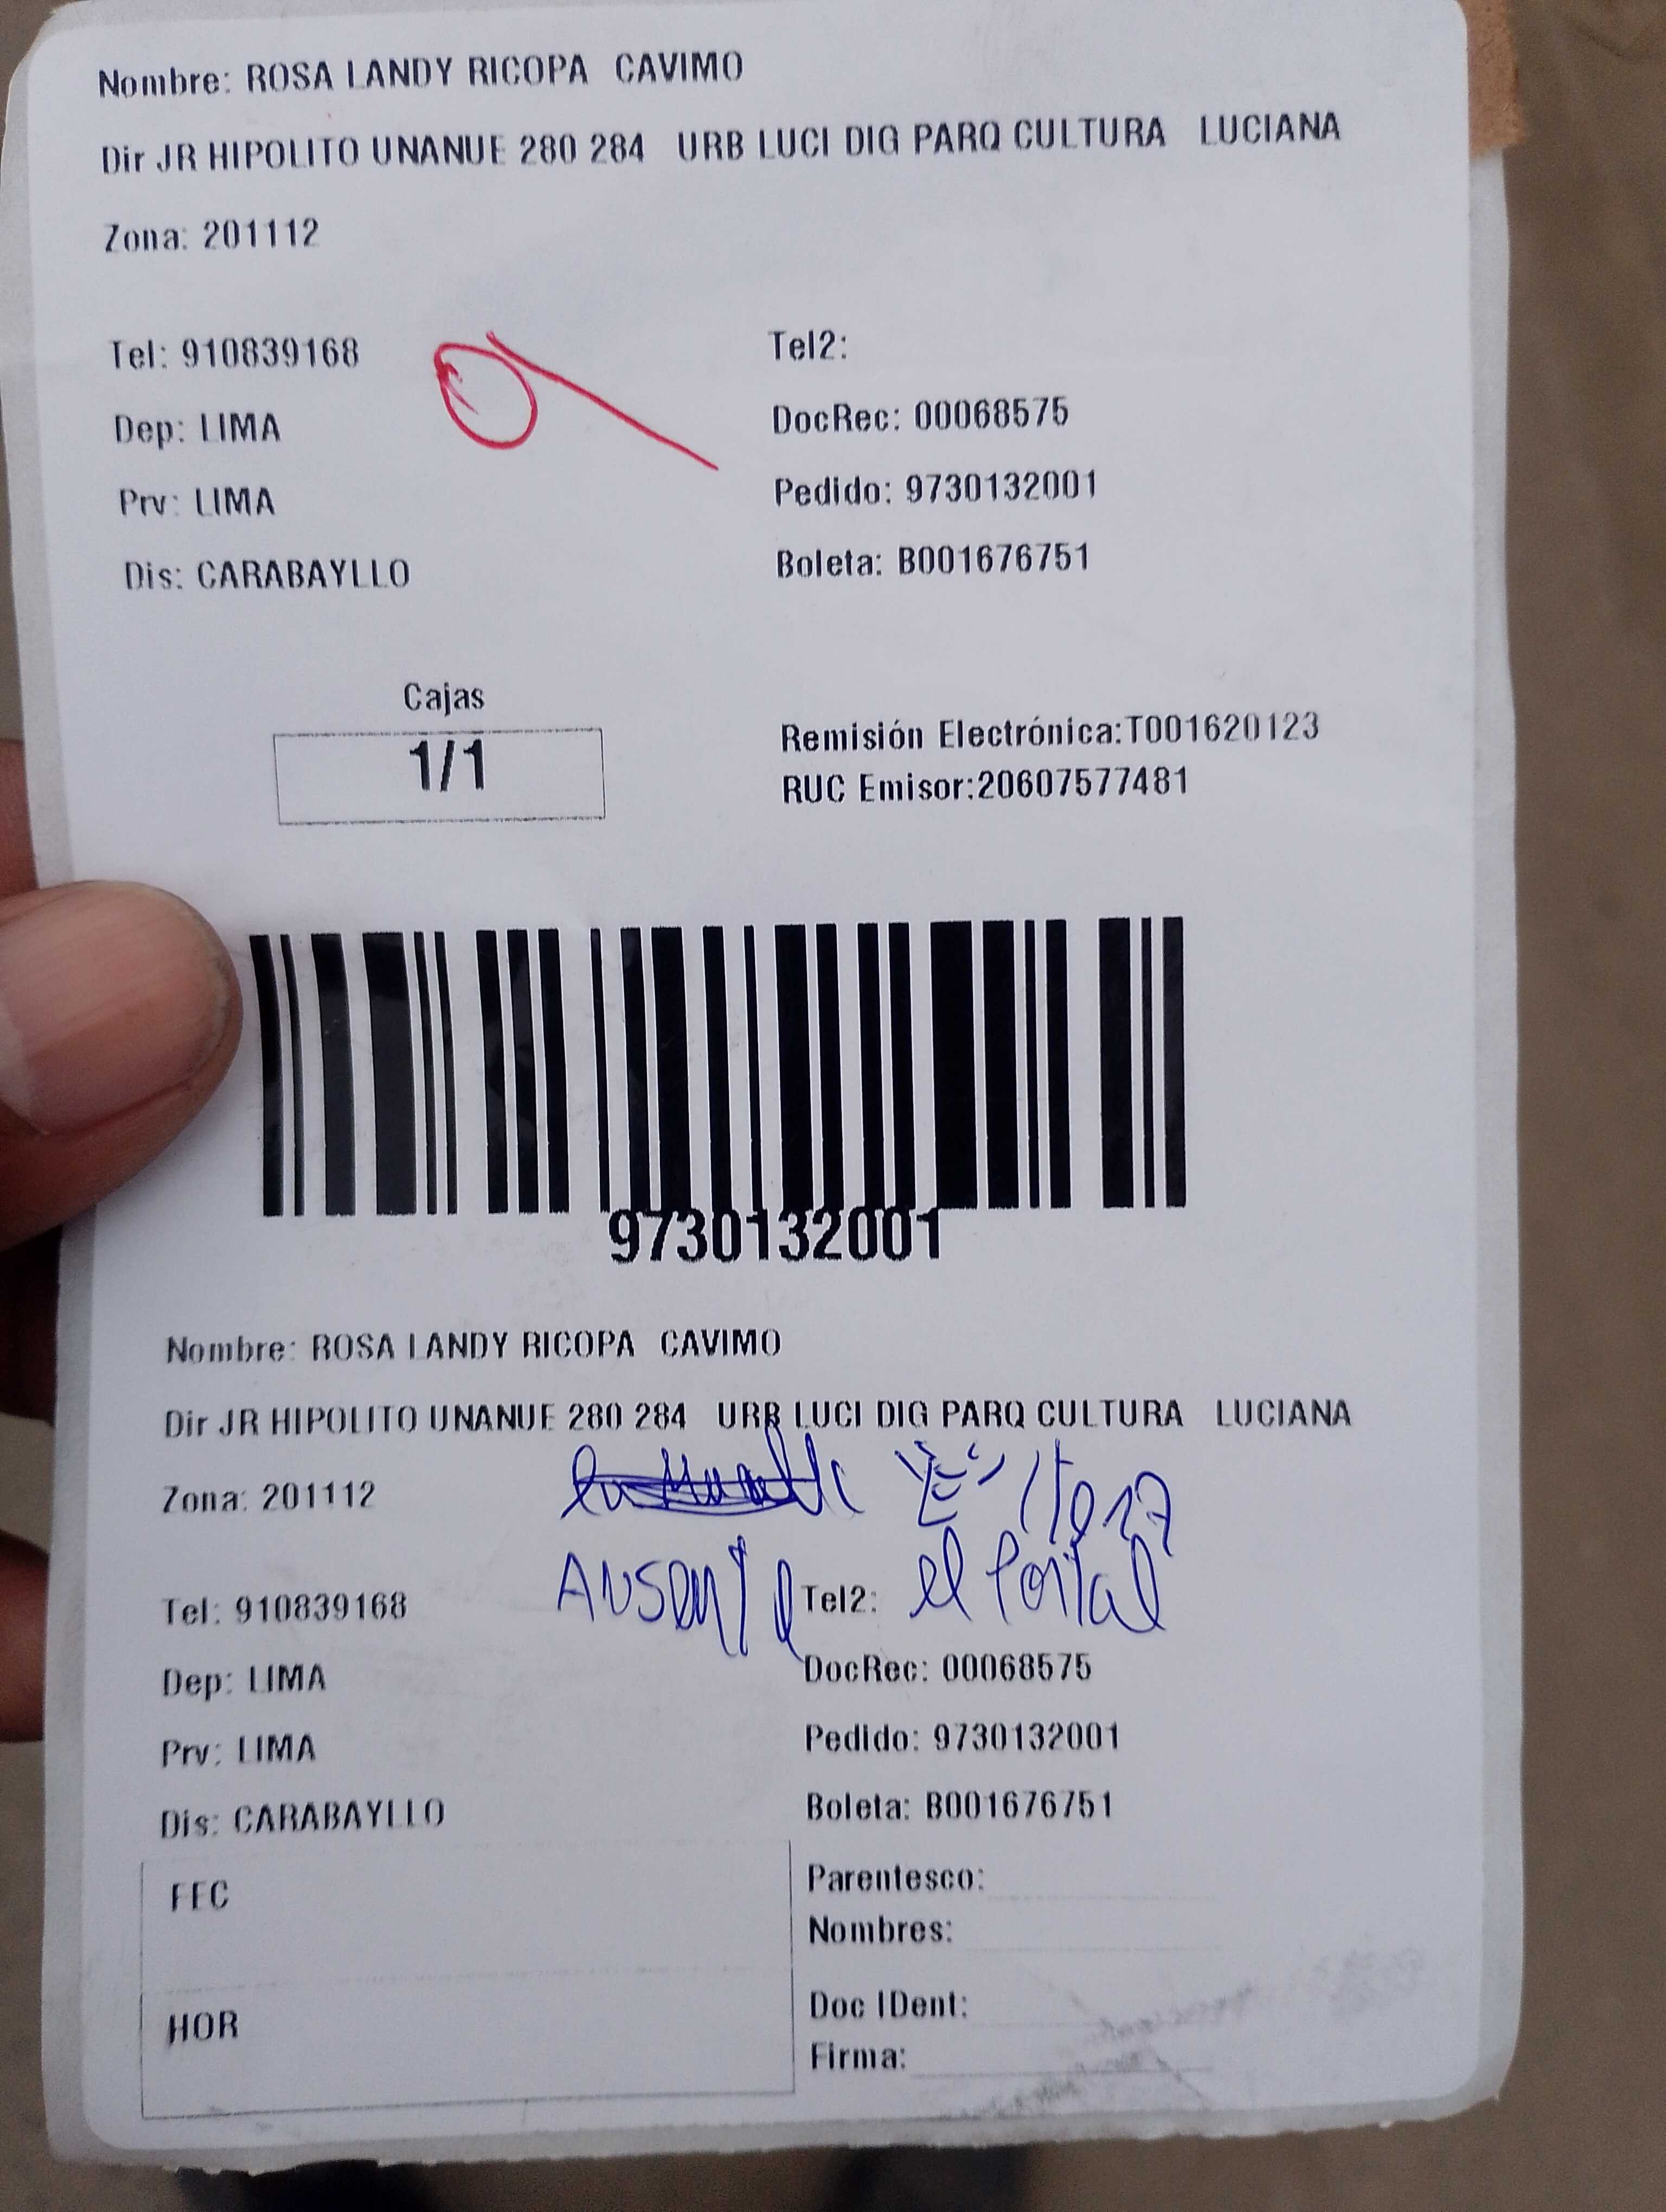 Nombre: ROSA LANDY RICOPA CAVIMO
Dir JR HIPOLITO UNANUE 280 284 URB LUCI DIG PARQ CULTURA LUCIANA
Zona: 201112
Tel: 910839168
Tel2:
Dep: LIMA
DocRec: 00068575
Prv: LIMA
Pedido: 9730132001
Dis: CARABAYLLO
Boleta: B001676751
Cajas
1/1
Remisión Electrónica:T001620123
RUC Emisor:20607577481
9730132001
Nombre: ROSA LANDY RICOPA CAVIMO
Dir JR HIPOLITO UNANUE 280 284 URB LUCI DIG PARQ CULTURA LUCIANA
Zona: 201112
AUSENTE
el Portal
Tel: 910839168
Tel2:
Dep: LIMA
DocRec: 00068575
Prv: LIMA
Pedido: 9730132001
Dis: CARABAYLLO
Boleta: B001676751
FEC
HOR
Parentesco:
Nombres:
Doc IDent:
Firma: